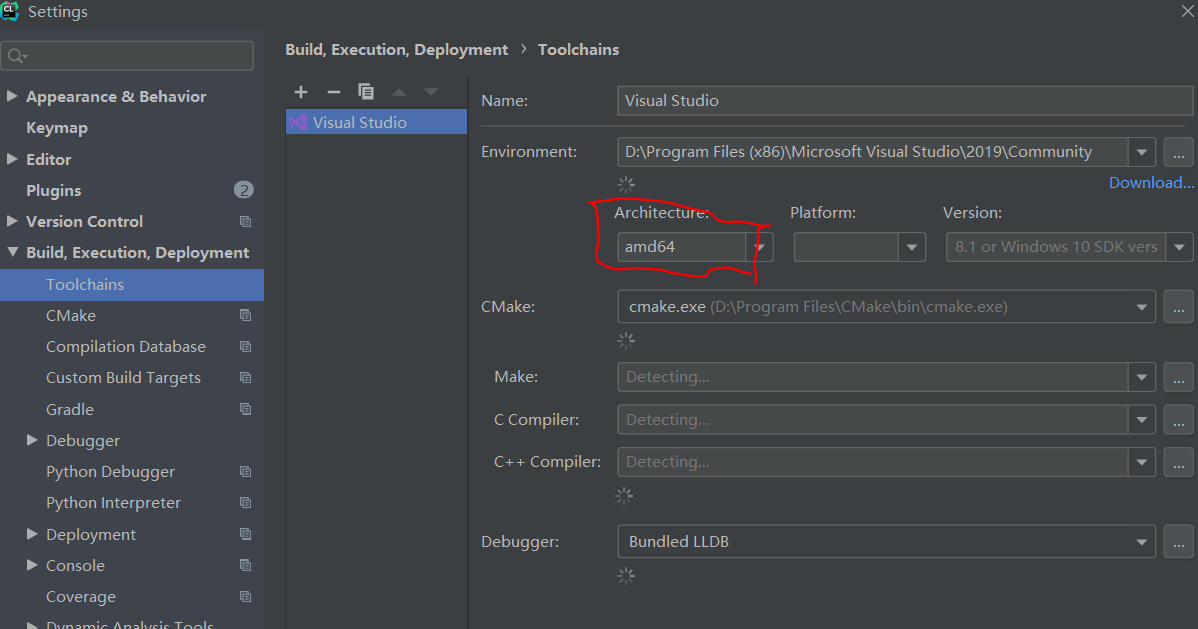 CL
Settings
Build, Execution, Deployment › Toolchains
Appearance & Behavior
Keymap
Editor
Plugins 2
Version Control
Build, Execution, Deployment
Toolchains
CMake
Compilation Database
Custom Build Targets
Gradle
Debugger
Python Debugger
Python Interpreter
Deployment
Console
Coverage
Dynamic Analysis Tools
Visual Studio
Name: Visual Studio
Environment: D:\Program Files (x86)\Microsoft Visual Studio\2019\Community ...
Download...
Architecture: Platform: Version:
amd64 8.1 or Windows 10 SDK vers
CMake: cmake.exe (D:\Program Files\CMake\bin\cmake.exe) ...
Make: Detecting... ...
C Compiler: Detecting... ...
C++ Compiler: Detecting... ...
Debugger: Bundled LLDB ...